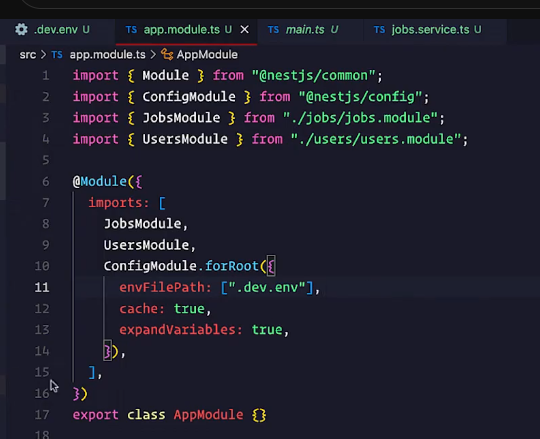 .dev.env U
TS app.module.ts U
TS main.ts U
TS jobs.service.ts U
src > TS app.module.ts > AppModule
1 import { Module } from "@nestjs/common";
2 import { ConfigModule } from "@nestjs/config";
3 import { JobsModule } from "./jobs/jobs.module";
4 import { UsersModule } from "./users/users.module";
5
6 @Module({
7   imports: [
8     JobsModule,
9     UsersModule,
10     ConfigModule.forRoot({
11       envFilePath: [".dev.env"],
12       cache: true,
13       expandVariables: true,
14     }),
15   ],
16 })
17 export class AppModule {}
18